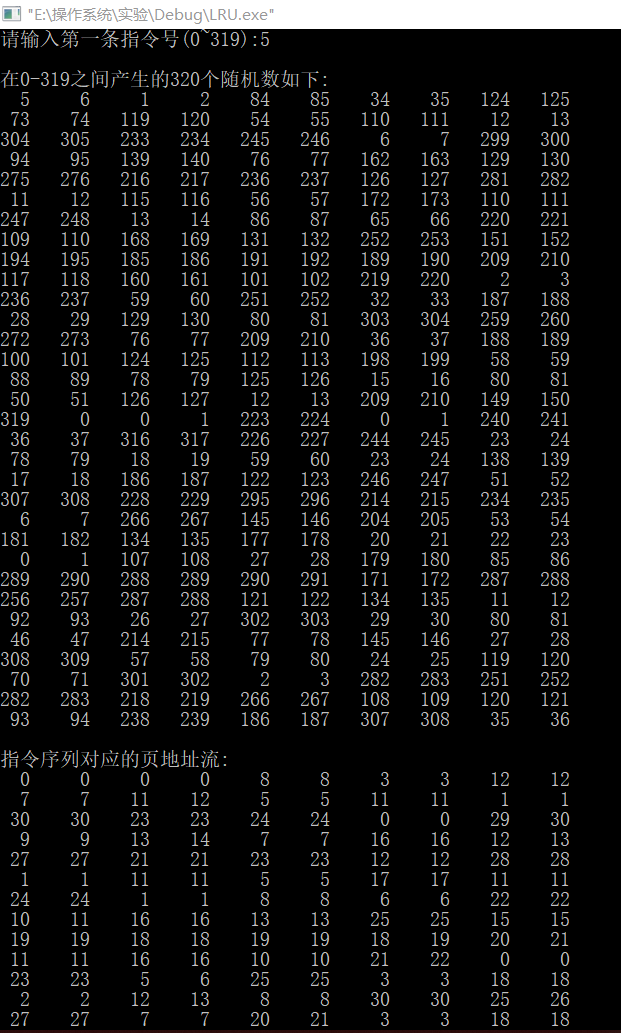 "E:\操作系统\实验\Debug\LRU.exe"
请输入第一条指令号(0~319):5
在0-319之间产生的320个随机数如下:
5 6 1 2 84 85 34 35 124 125
73 74 119 120 54 55 110 111 12 13
304 305 233 234 245 246 6 7 299 300
94 95 139 140 76 77 162 163 129 130
275 276 216 217 236 237 126 127 281 282
11 12 115 116 56 57 172 173 110 111
247 248 13 14 86 87 65 66 220 221
109 110 168 169 131 132 252 253 151 152
194 195 185 186 191 192 189 190 209 210
117 118 160 161 101 102 219 220 2 3
236 237 59 60 251 252 32 33 187 188
28 29 129 130 80 81 303 304 259 260
272 273 76 77 209 210 36 37 188 189
100 101 124 125 112 113 198 199 58 59
88 89 78 79 125 126 15 16 80 81
50 51 126 127 12 13 209 210 149 150
319 0 0 1 223 224 0 1 240 241
36 37 316 317 226 227 244 245 23 24
78 79 18 19 59 60 23 24 138 139
17 18 186 187 122 123 246 247 51 52
307 308 228 229 295 296 214 215 234 235
6 7 266 267 145 146 204 205 53 54
181 182 134 135 177 178 20 21 22 23
0 1 107 108 27 28 179 180 85 86
289 290 288 289 290 291 171 172 287 288
256 257 287 288 121 122 134 135 11 12
92 93 26 27 302 303 29 30 80 81
46 47 214 215 77 78 145 146 27 28
308 309 57 58 79 80 24 25 119 120
70 71 301 302 2 3 282 283 251 252
282 283 218 219 266 267 108 109 120 121
93 94 238 239 186 187 307 308 35 36
指令序列对应的页地址流:
0 0 0 0 8 8 3 3 12 12
7 7 11 12 5 5 11 11 1 1
30 30 23 23 24 24 0 0 29 30
9 9 13 14 7 7 16 16 12 13
27 27 21 21 23 23 12 12 28 28
1 1 11 11 5 5 17 17 11 11
24 24 1 1 8 8 6 6 22 22
10 11 16 16 13 13 25 25 15 15
19 19 18 18 19 19 18 19 20 21
11 11 16 16 10 10 21 22 0 0
23 23 5 6 25 25 3 3 18 18
2 2 12 13 8 8 30 30 25 26
27 27 7 7 20 21 3 3 18 18